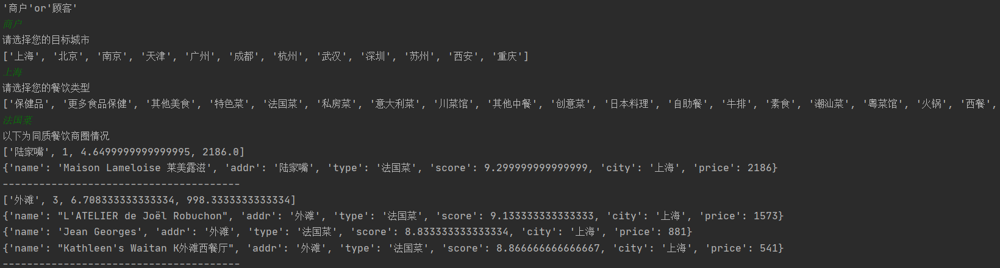 '商户'or'顾客'
商户
请选择您的目标城市
['上海', '北京', '南京', '天津', '广州', '成都', '杭州', '武汉', '深圳', '苏州', '西安', '重庆']
上海
请选择您的餐饮类型
['保健品', '更多食品保健', '其他美食', '特色菜', '法国菜', '私房菜', '意大利菜', '川菜馆', '其他中餐', '创意菜', '日本料理', '自助餐', '牛排', '素食', '潮汕菜', '粤菜馆', '火锅', '西餐',
法国菜
以下为同质餐饮商圈情况
['陆家嘴', 1, 4.6499999999999995, 2186.0]
{'name': 'Maison Lameloise 莱美露滋', 'addr': '陆家嘴', 'type': '法国菜', 'score': 9.299999999999999, 'city': '上海', 'price': 2186}
---------------------------------------
['外滩', 3, 6.708333333333334, 998.3333333333334]
{'name': "L'ATELIER de Joël Robuchon", 'addr': '外滩', 'type': '法国菜', 'score': 9.133333333333333, 'city': '上海', 'price': 1573}
{'name': 'Jean Georges', 'addr': '外滩', 'type': '法国菜', 'score': 8.833333333333334, 'city': '上海', 'price': 881}
{'name': "Kathleen's Waitan K外滩西餐厅", 'addr': '外滩', 'type': '法国菜', 'score': 8.866666666666667, 'city': '上海', 'price': 541}
---------------------------------------